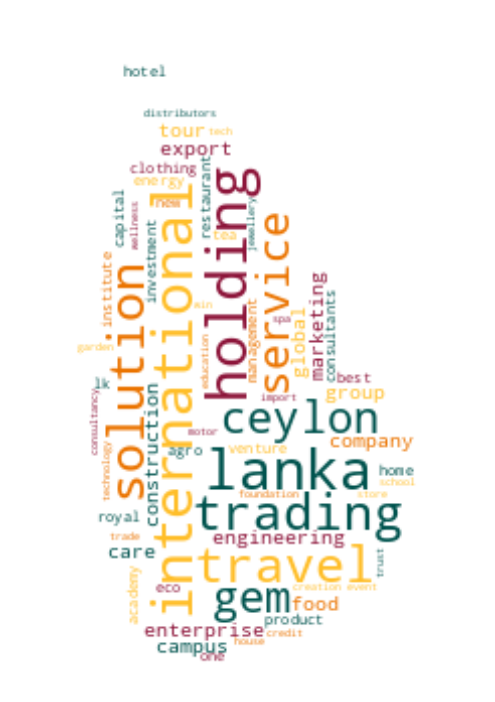 hotel
distributors
tour
tech
export
clothing
energy
new
restaurant
capital
wellness
investment
international
holding
jewellery
tea
service
solution
institute
min
management
education
spa
global
marketing
consultants
garden
lk
consultancy
construction
import
best
group
ceylon
motor
company
agro
venture
lanka
home
technology
school
foundation
store
trading
royal
trade
engineering
care
travel
trust
academy
eco
gem
creation
event
food
product
enterprise
credit
campus
house
one